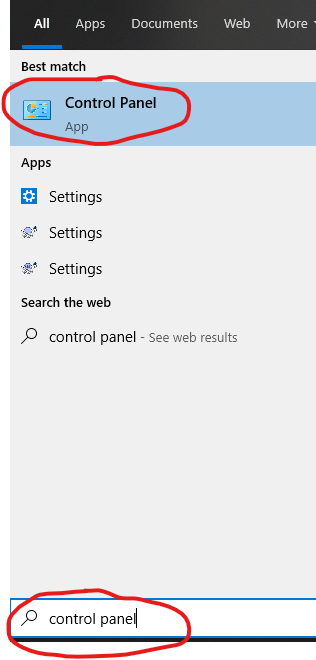 All Apps Documents Web More
Best match
Control Panel
App
Apps
Settings
Settings
Settings
Search the web
control panel - See web results
control panel